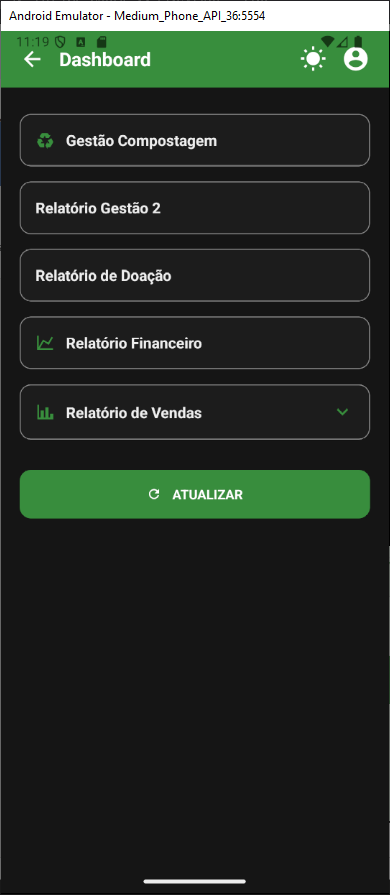 Android Emulator - Medium_Phone_API_36:5554
11:19
Dashboard
Gestão Compostagem
Relatório Gestão 2
Relatório de Doação
Relatório Financeiro
Relatório de Vendas
ATUALIZAR